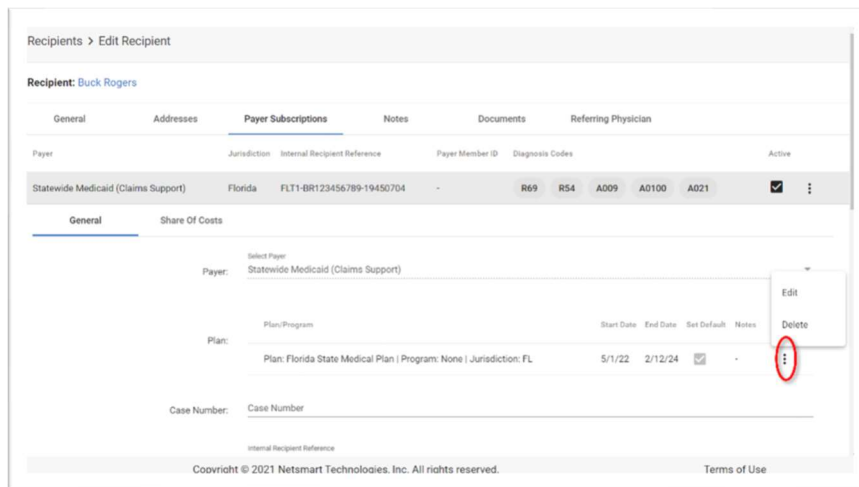 Recipients > Edit Recipient
Recipient: Buck Rogers
General Addresses Payer Subscriptions Notes Documents Referring Physician
Payer Jurisdiction Internal Recipient Reference Payer Member ID Diagnosis Codes Active
Statewide Medicaid (Claims Support) Florida FLT1-BR123456789-19450704 - R69 R54 A009 A0100 A021
General Share Of Costs
Select Payer
Payer: Statewide Medicaid (Claims Support)
Edit
Plan/Program Start Date End Date Set Default Notes Delete
Plan:
Plan: Florida State Medical Plan | Program: None | Jurisdiction: FL 5/1/22 2/12/24 -
Case Number: Case Number
Internal Recipient Reference
Copyright © 2021 Netsmart Technologies, Inc. All rights reserved. Terms of Use